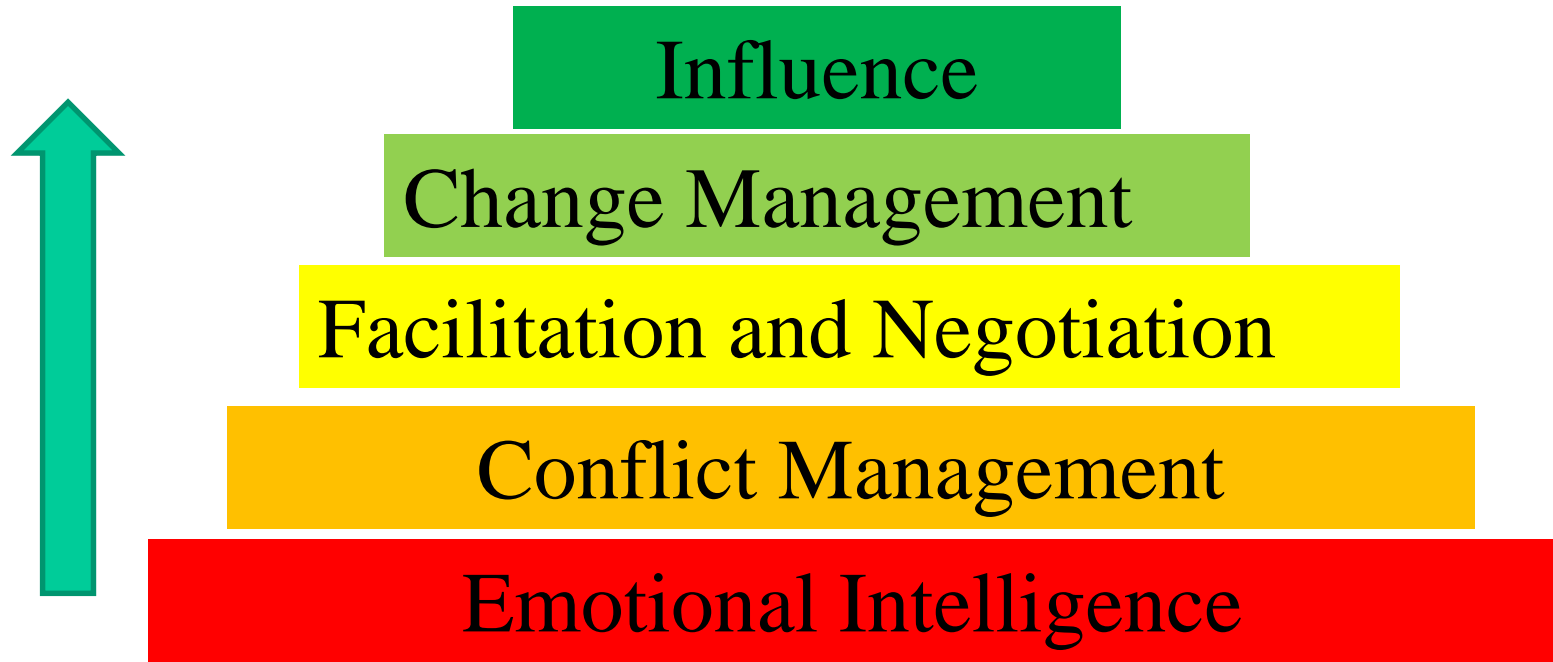 Influence
Change Management
Facilitation and Negotiation
Conflict Management
Emotional Intelligence